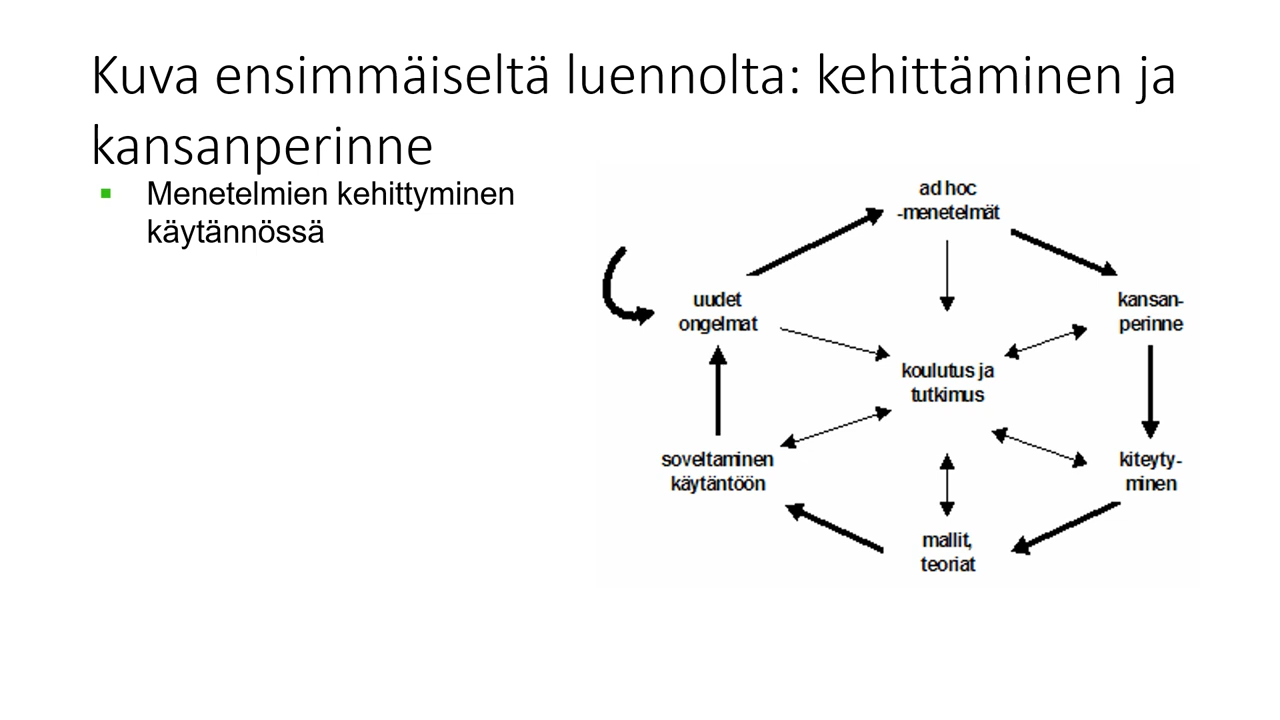 Kuva ensimmäiseltä luennolta: kehittäminen ja
kansanperinne
Menetelmien kehittyminen
käytännössä
ad hoc
-menetelmät
uudet
ongelmat
kansan-
perinne
koulutus ja
tutkimus
soveltaminen
käytäntöön
kiteyty-
minen
mallit,
teoriat